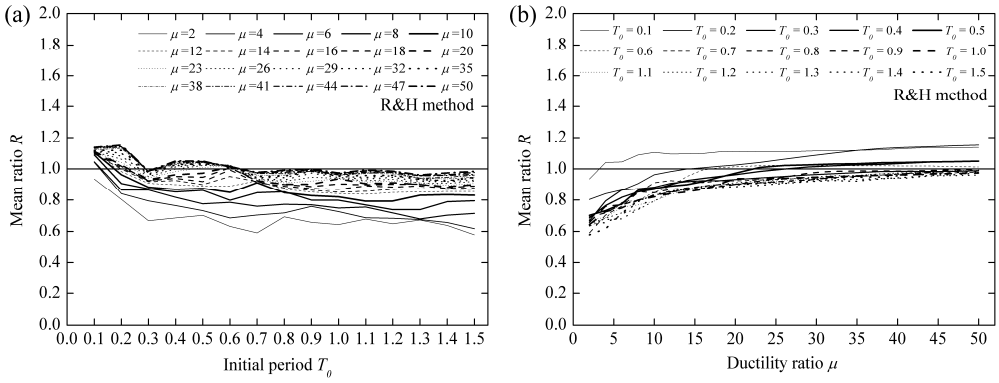 (a)
μ=2 μ=4 μ=6 μ=8 μ=10
μ=12 μ=14 μ=16 μ=18 μ=20
μ=23 μ=26 μ=29 μ=32 μ=35
μ=38 μ=41 μ=44 μ=47 μ=50
R&H method
2.0
1.8
1.6
1.4
1.2
1.0
0.8
0.6
0.4
0.2
0.0
Mean ratio R
0.0 0.1 0.2 0.3 0.4 0.5 0.6 0.7 0.8 0.9 1.0 1.1 1.2 1.3 1.4 1.5
Initial period T0
(b)
T0 = 0.1 T0 = 0.2 T0 = 0.3 T0 = 0.4 T0 = 0.5
T0 = 0.6 T0 = 0.7 T0 = 0.8 T0 = 0.9 T0 = 1.0
T0 = 1.1 T0 = 1.2 T0 = 1.3 T0 = 1.4 T0 = 1.5
R&H method
2.0
1.8
1.6
1.4
1.2
1.0
0.8
0.6
0.4
0.2
0.0
Mean ratio R
0 5 10 15 20 25 30 35 40 45 50
Ductility ratio μ